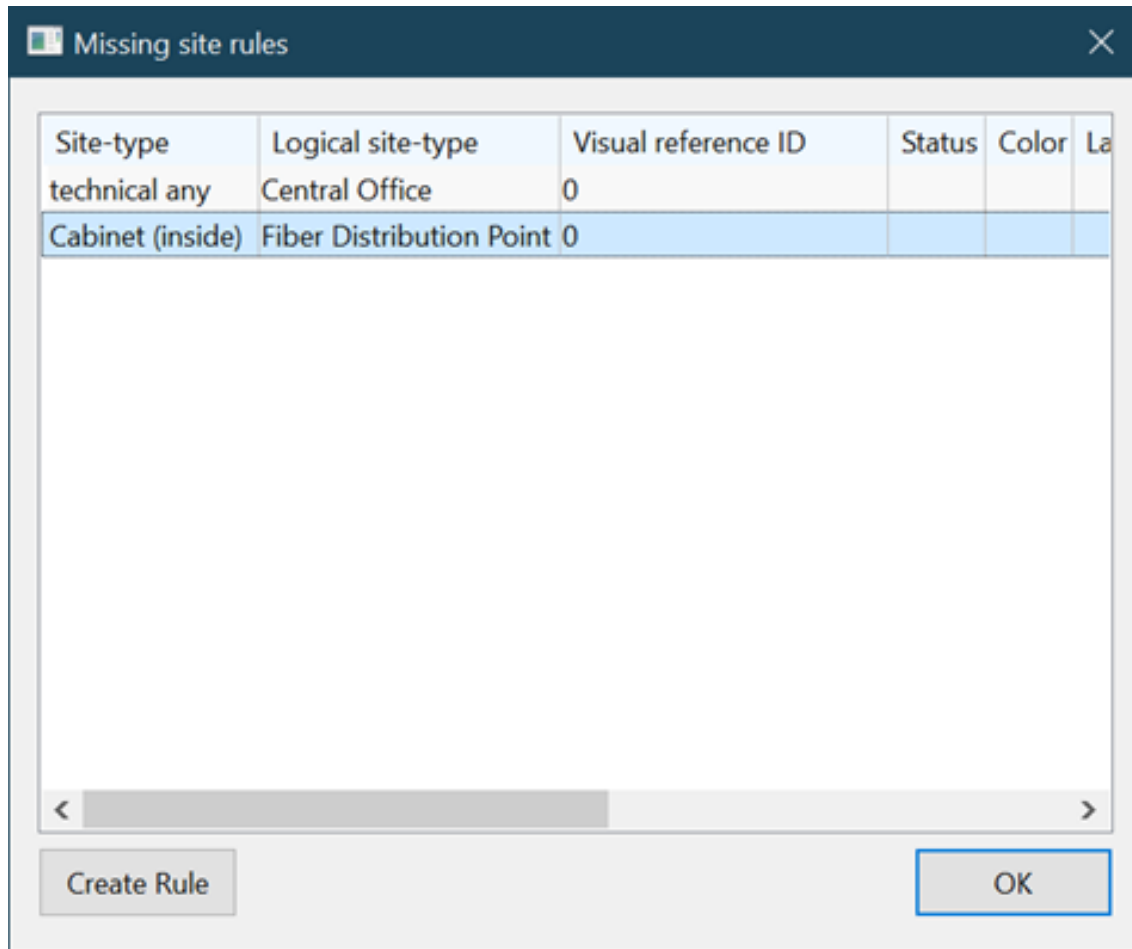 Missing site rules
Site-type Logical site-type Visual reference ID Status Color La
technical any Central Office 0
Cabinet (inside) Fiber Distribution Point 0
Create Rule OK